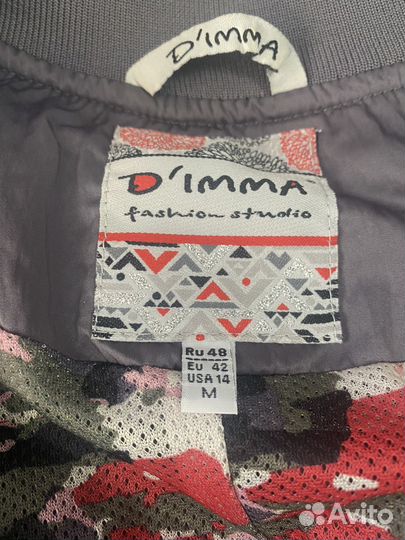 D'IMMA
D'IMMA
fashion studio
Ru 48
Eu 42
USA 14
M
Avito